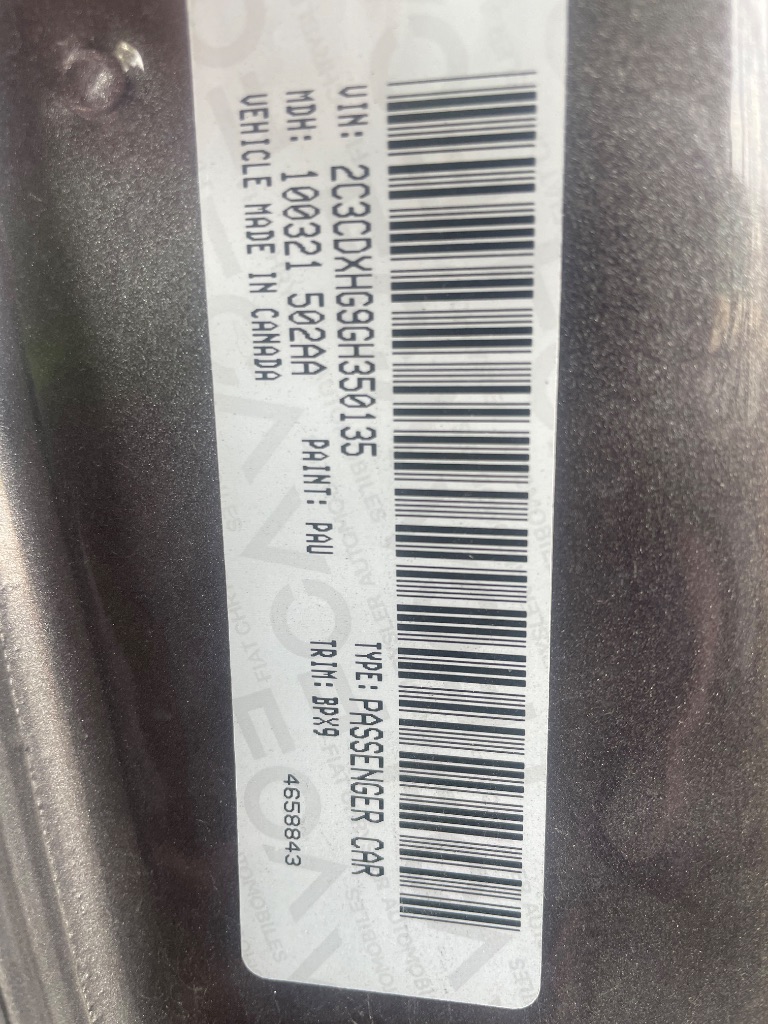 VIN: 2C3CDXHG9GH350135 TYPE: PASSENGER CAR
MDH: 100321 502AA PAINT: PAU TRIM: BPX9
VEHICLE MADE IN CANADA 4658843